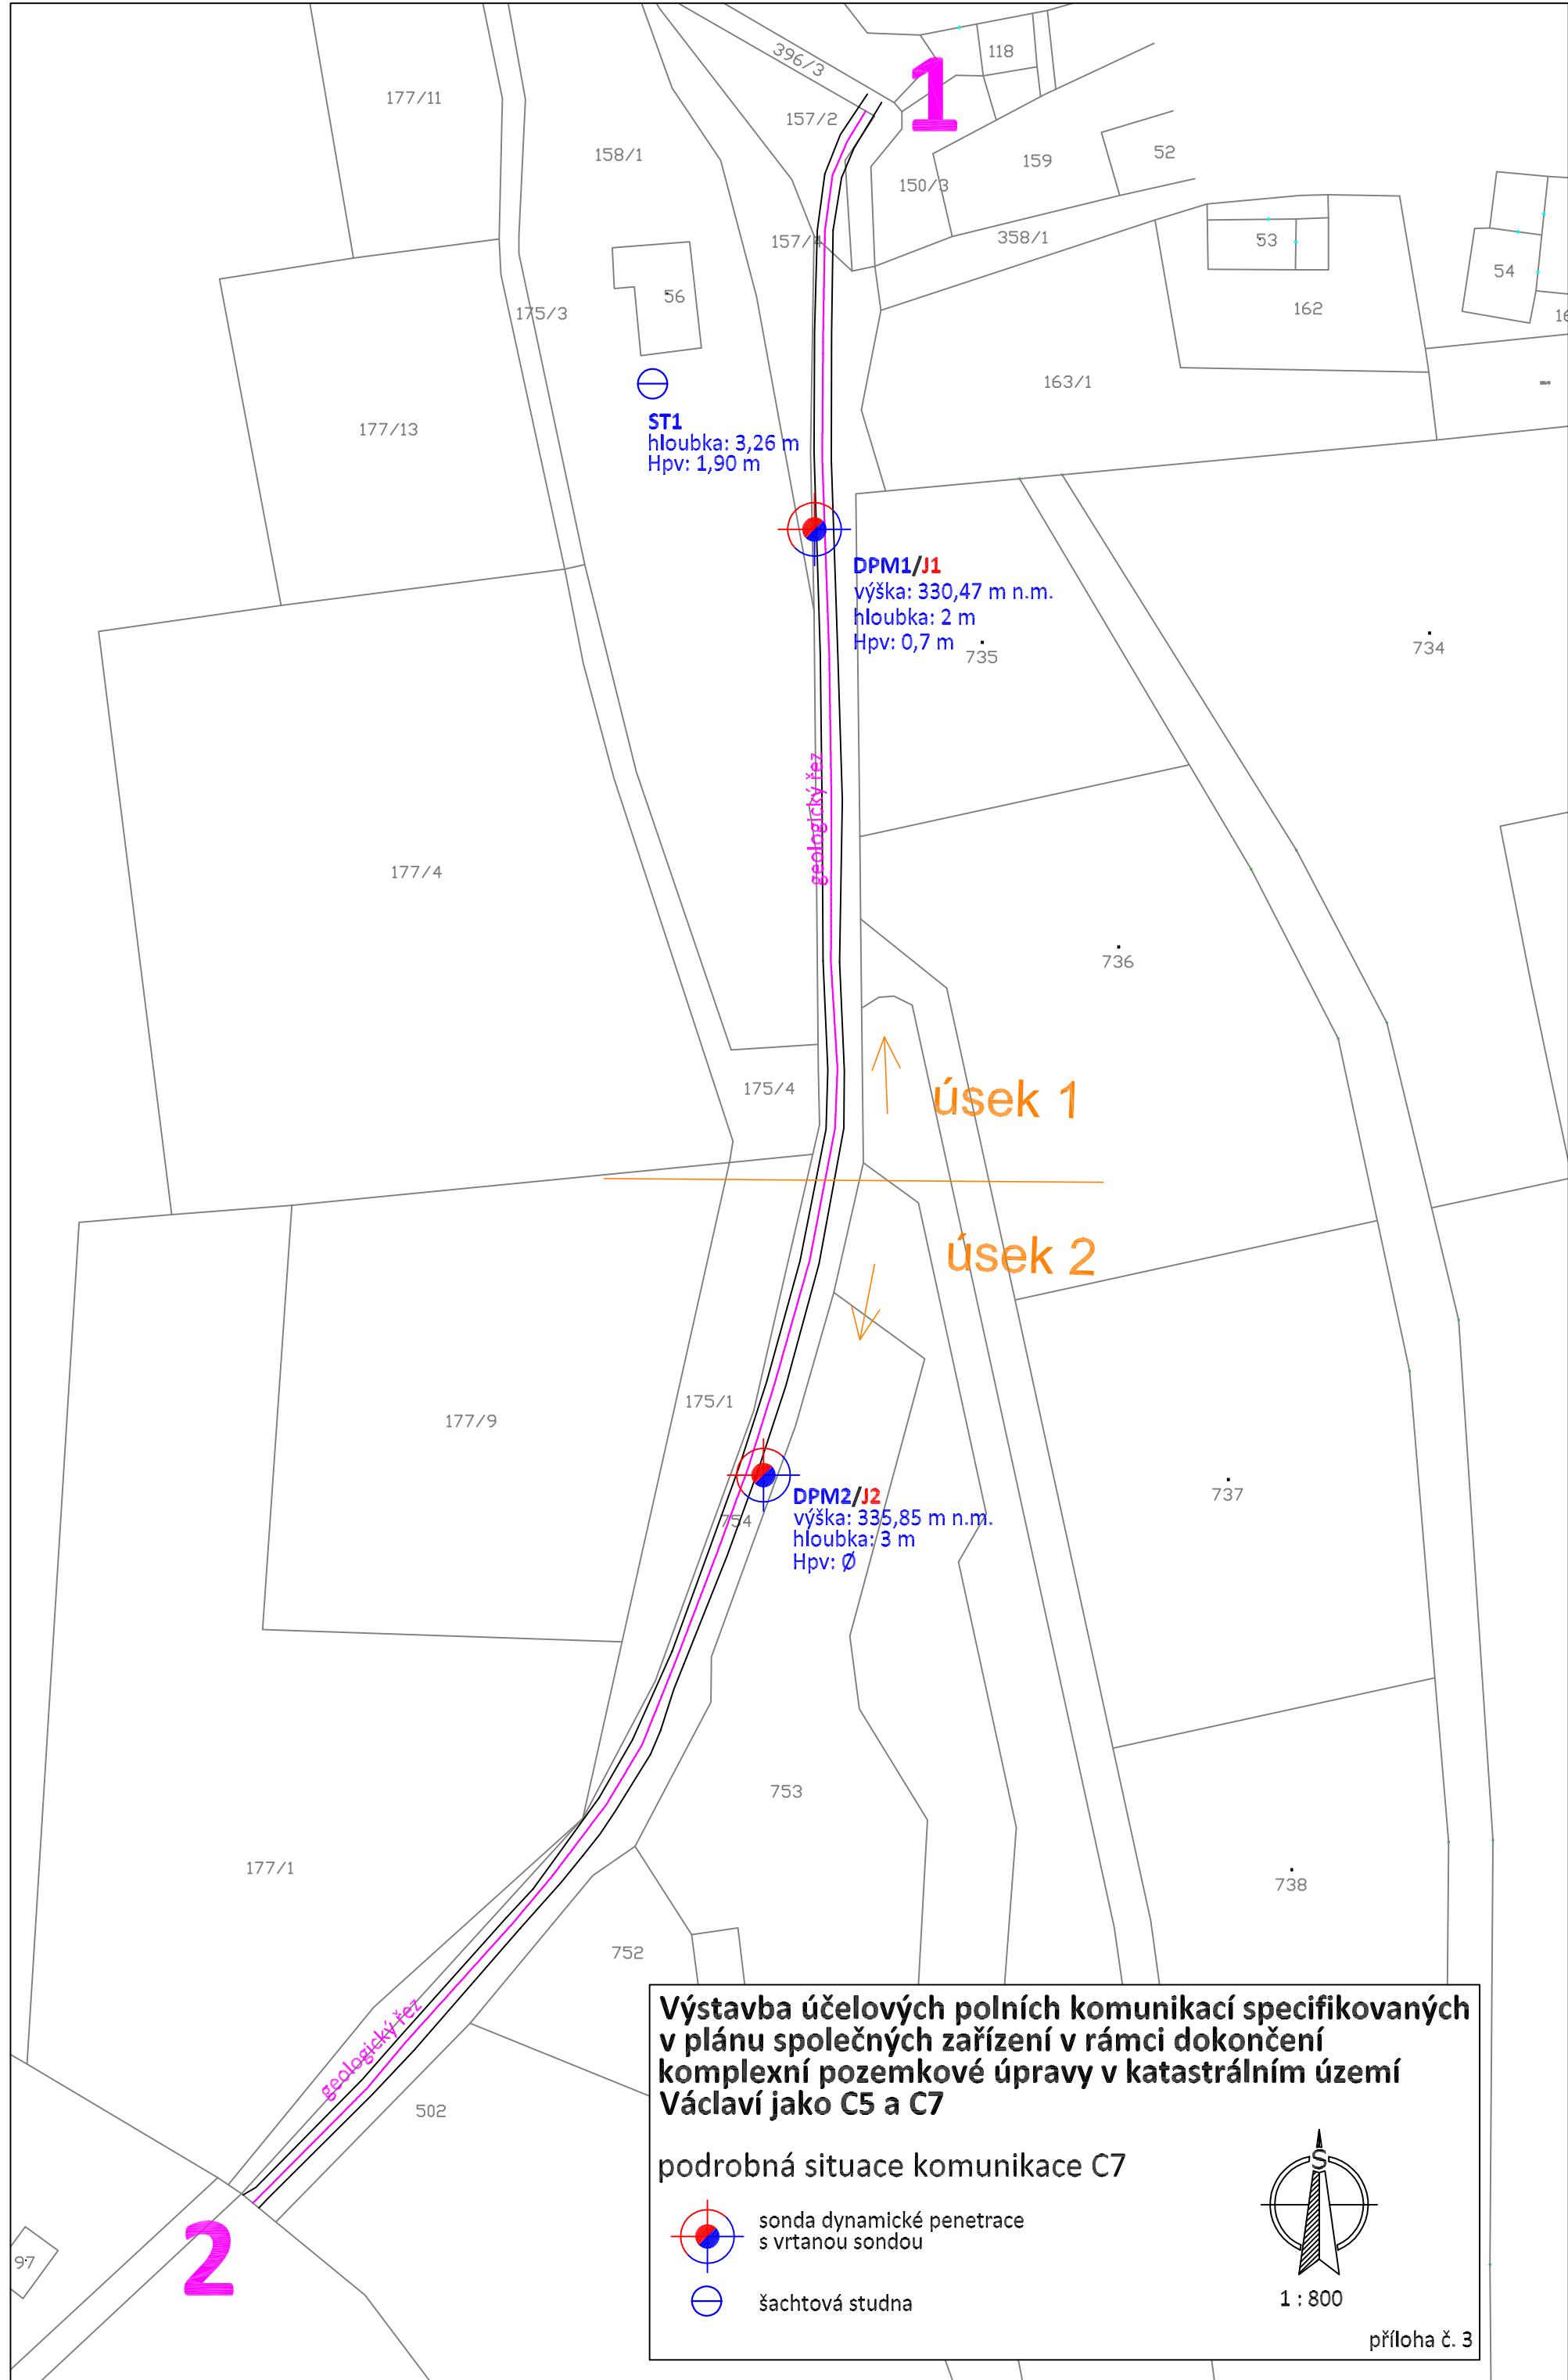 396/3
118
1
177/11
157/2
158/1
159
52
150/3
157/4
358/1
53
54
56
175/3
162
163/1
177/13
ST1
hloubka: 3,26 m
Hpv: 1,90 m
DPM1/J1
výška: 330,47 m n.m.
hloubka: 2 m
Hpv: 0,7 m
735
734
geologický řez
177/4
736
175/4
úsek 1
úsek 2
175/1
177/9
737
DPM2/J2
výška: 335,85 m n.m.
hloubka: 3 m
Hpv: Ø
754
753
177/1
738
752
geologický řez
502
2
97
Výstavba účelových polních komunikací specifikovaných
v plánu společných zařízení v rámci dokončení
komplexní pozemkové úpravy v katastrálním území
Václaví jako C5 a C7
podrobná situace komunikace C7
S
sonda dynamické penetrace
s vrtanou sondou
šachtová studna
1 : 800
příloha č. 3